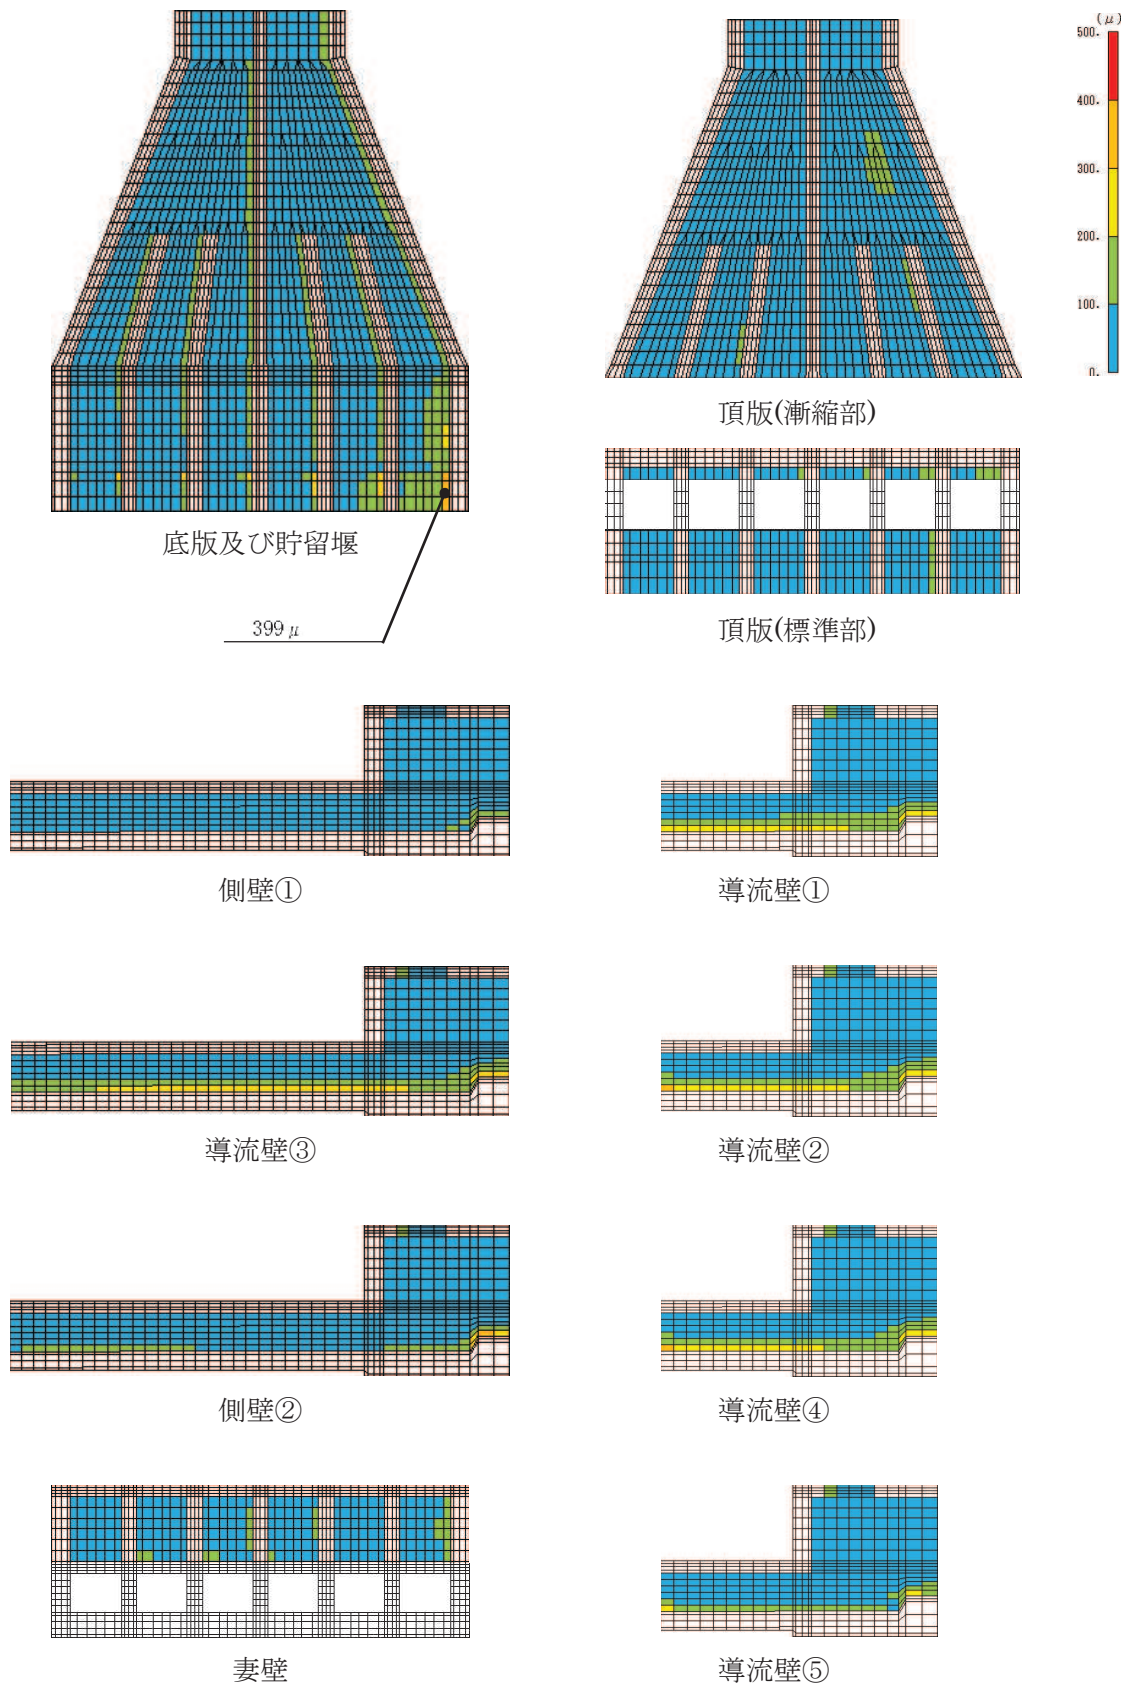 (μ)
500.
400.
300.
200.
100.
0.
底版及び貯留堰
399μ
頂版(漸縮部)
頂版(標準部)
側壁①
導流壁①
導流壁③
導流壁②
側壁②
導流壁④
妻壁
導流壁⑤